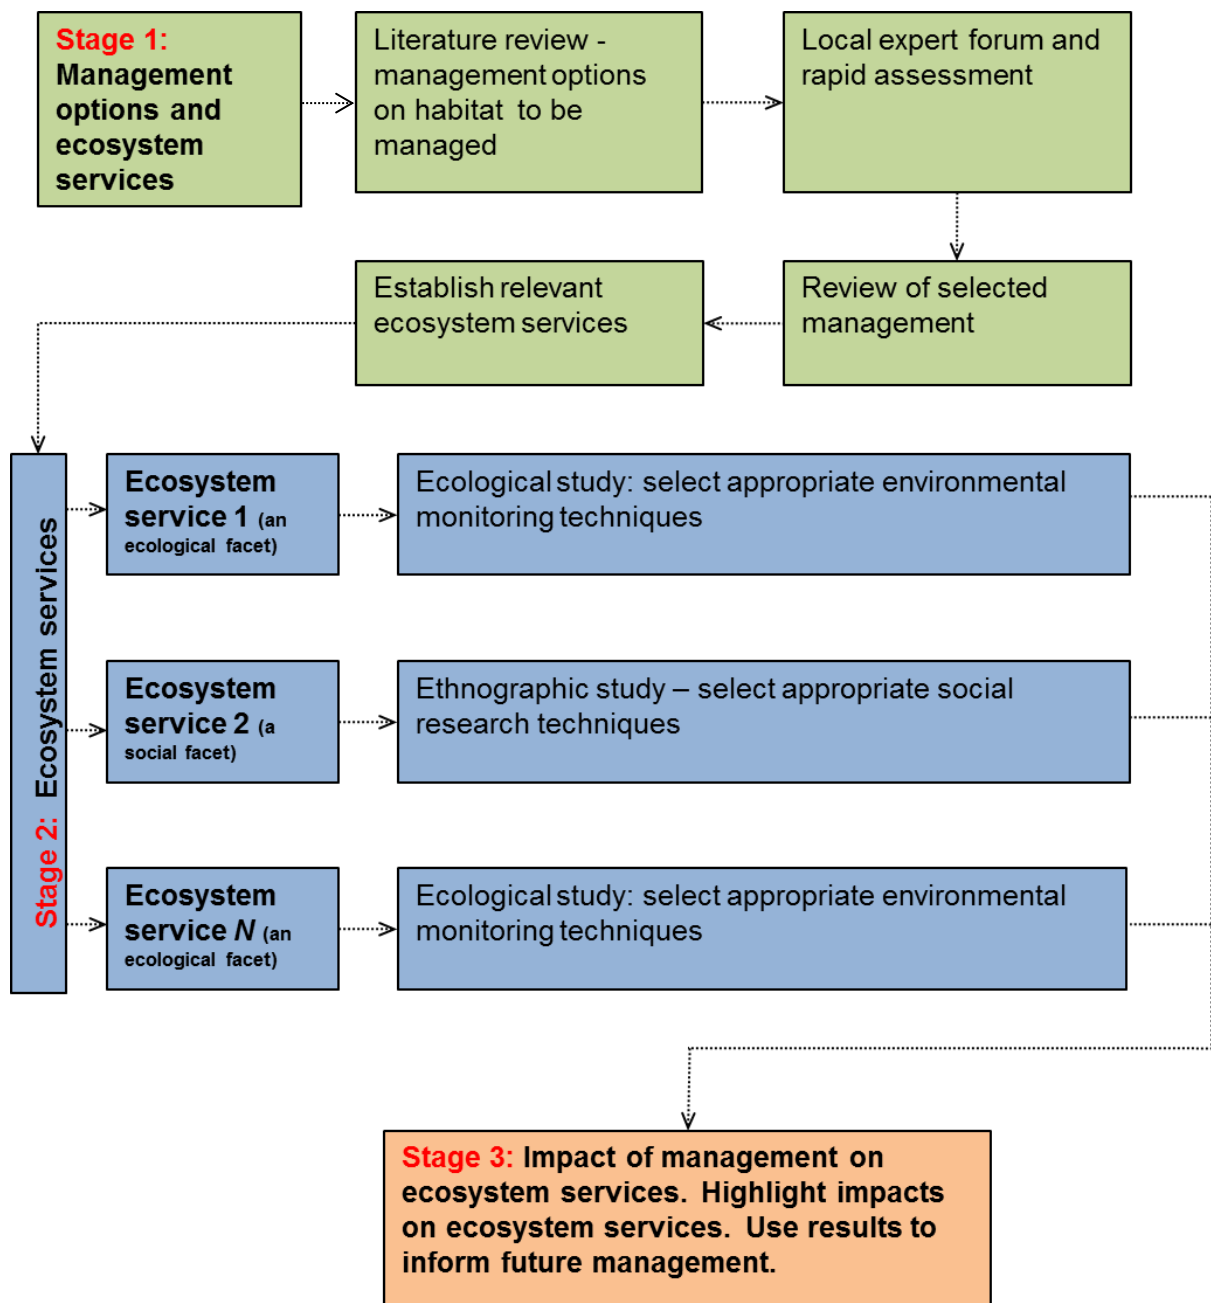 Stage 1:
Management
options and
ecosystem
services
Literature review -
management options
on habitat to be
managed
Local expert forum and
rapid assessment
Review of selected
management
Establish relevant
ecosystem services
Stage 2: Ecosystem services
Ecosystem
service 1 (an
ecological facet)
Ecological study: select appropriate environmental
monitoring techniques
Ecosystem
service 2 (a
social facet)
Ethnographic study – select appropriate social
research techniques
Ecosystem
service N (an
ecological facet)
Ecological study: select appropriate environmental
monitoring techniques
Stage 3: Impact of management on
ecosystem services. Highlight impacts
on ecosystem services. Use results to
inform future management.